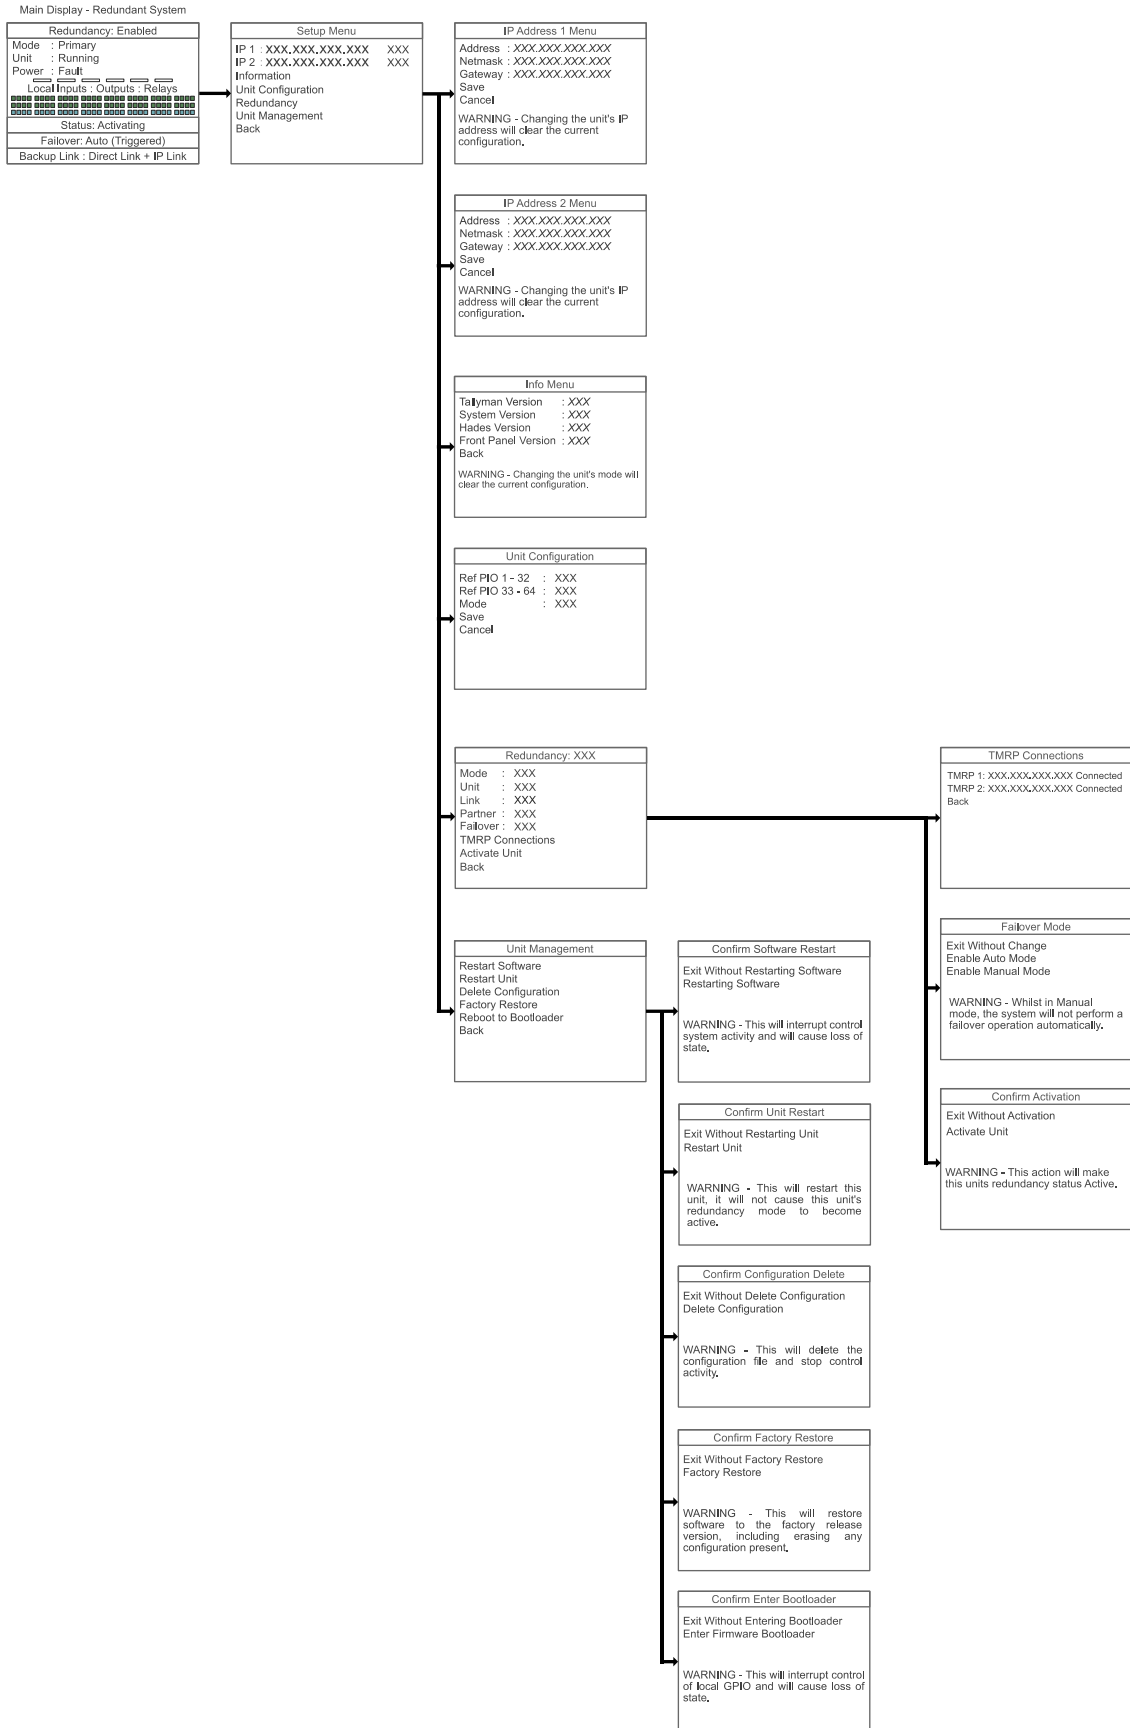 Main Display - Redundant System
Redundancy: Enabled
Mode : Primary
Unit : Running
Power : Fault
Local Inputs : Outputs : Relays
Status: Activating
Failover: Auto (Triggered)
Backup Link : Direct Link + IP Link
Setup Menu
IP 1 : XXX.XXX.XXX.XXX XXX
IP 2 : XXX.XXX.XXX.XXX XXX
Information
Unit Configuration
Redundancy
Unit Management
Back
IP Address 1 Menu
Address : XXX.XXX.XXX.XXX
Netmask : XXX.XXX.XXX.XXX
Gateway : XXX.XXX.XXX.XXX
Save
Cancel
WARNING - Changing the unit's IP
address will clear the current
configuration.
IP Address 2 Menu
Address : XXX.XXX.XXX.XXX
Netmask : XXX.XXX.XXX.XXX
Gateway : XXX.XXX.XXX.XXX
Save
Cancel
WARNING - Changing the unit's IP
address will clear the current
configuration.
Info Menu
Tallyman Version : XXX
System Version : XXX
Hades Version : XXX
Front Panel Version : XXX
Back
WARNING - Changing the unit's mode will
clear the current configuration.
Unit Configuration
Ref PIO 1 - 32 : XXX
Ref PIO 33 - 64 : XXX
Mode : XXX
Save
Cancel
Redundancy: XXX
Mode : XXX
Unit : XXX
Link : XXX
Partner : XXX
Failover : XXX
TMRP Connections
Activate Unit
Back
TMRP Connections
TMRP 1: XXX.XXX.XXX.XXX Connected
TMRP 2: XXX.XXX.XXX.XXX Connected
Back
Failover Mode
Exit Without Change
Enable Auto Mode
Enable Manual Mode
WARNING - Whilst in Manual
mode, the system will not perform a
failover operation automatically.
Confirm Activation
Exit Without Activation
Activate Unit
WARNING - This action will make
this units redundancy status Active.
Unit Management
Restart Software
Restart Unit
Delete Configuration
Factory Restore
Reboot to Bootloader
Back
Confirm Software Restart
Exit Without Restarting Software
Restarting Software
WARNING - This will interrupt control
system activity and will cause loss of
state.
Confirm Unit Restart
Exit Without Restarting Unit
Restart Unit
WARNING - This will restart this
unit, it will not cause this unit's
redundancy mode to become
active.
Confirm Configuration Delete
Exit Without Delete Configuration
Delete Configuration
WARNING - This will delete the
configuration file and stop control
activity.
Confirm Factory Restore
Exit Without Factory Restore
Factory Restore
WARNING - This will restore
software to the factory release
version, including erasing any
configuration present.
Confirm Enter Bootloader
Exit Without Entering Bootloader
Enter Firmware Bootloader
WARNING - This will interrupt control
of local GPIO and will cause loss of
state.